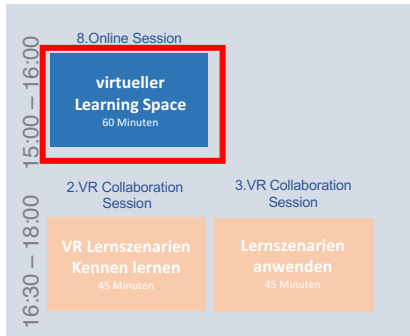 15:00 – 16:00
8.Online Session
virtueller
Learning Space
60 Minuten
16:30 – 18:00
2.VR Collaboration
Session
VR Lernszenarien
Kennen lernen
45 Minuten
3.VR Collaboration
Session
Lernszenarien
anwenden
45 Minuten